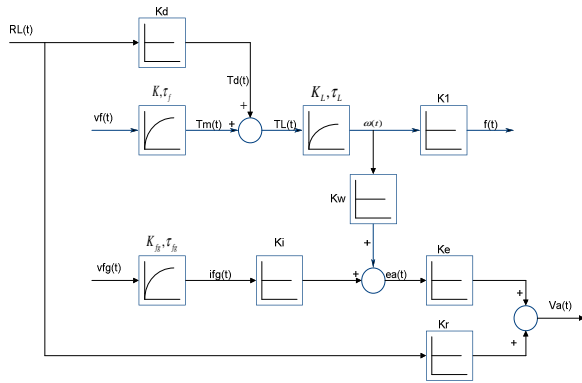 Kd
RL(t)
Td(t)
K,τf
+
KL,τL
K1
vf(t)
Tm(t)
+
TL(t)
ω(t)
f(t)
Kw
+
Kfg,τfg
Ki
Ke
vfg(t)
ifg(t)
+
ea(t)
+
Va(t)
Kr
+